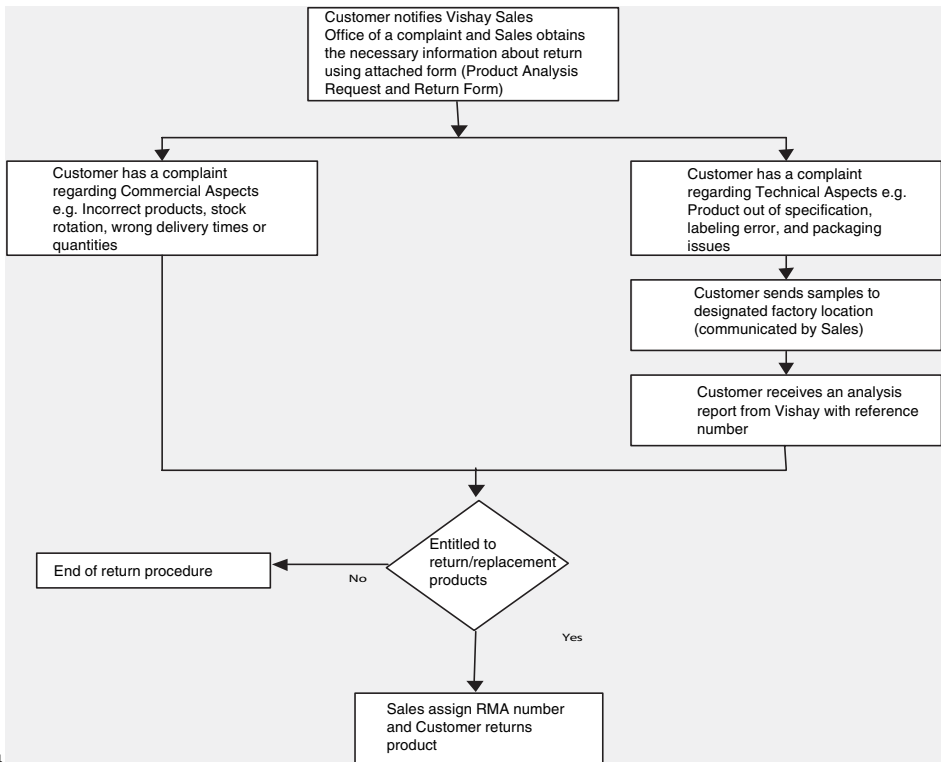 Customer notifies Vishay Sales
Office of a complaint and Sales obtains
the necessary information about return
using attached form (Product Analysis
Request and Return Form)
Customer has a complaint
regarding Commercial Aspects
e.g. Incorrect products, stock
rotation, wrong delivery times or
quantities
Customer has a complaint
regarding Technical Aspects e.g.
Product out of specification,
labeling error, and packaging
issues
Customer sends samples to
designated factory location
(communicated by Sales)
Customer receives an analysis
report from Vishay with reference
number
Entitled to
return/replacement
products
No
End of return procedure
Yes
Sales assign RMA number
and Customer returns
product